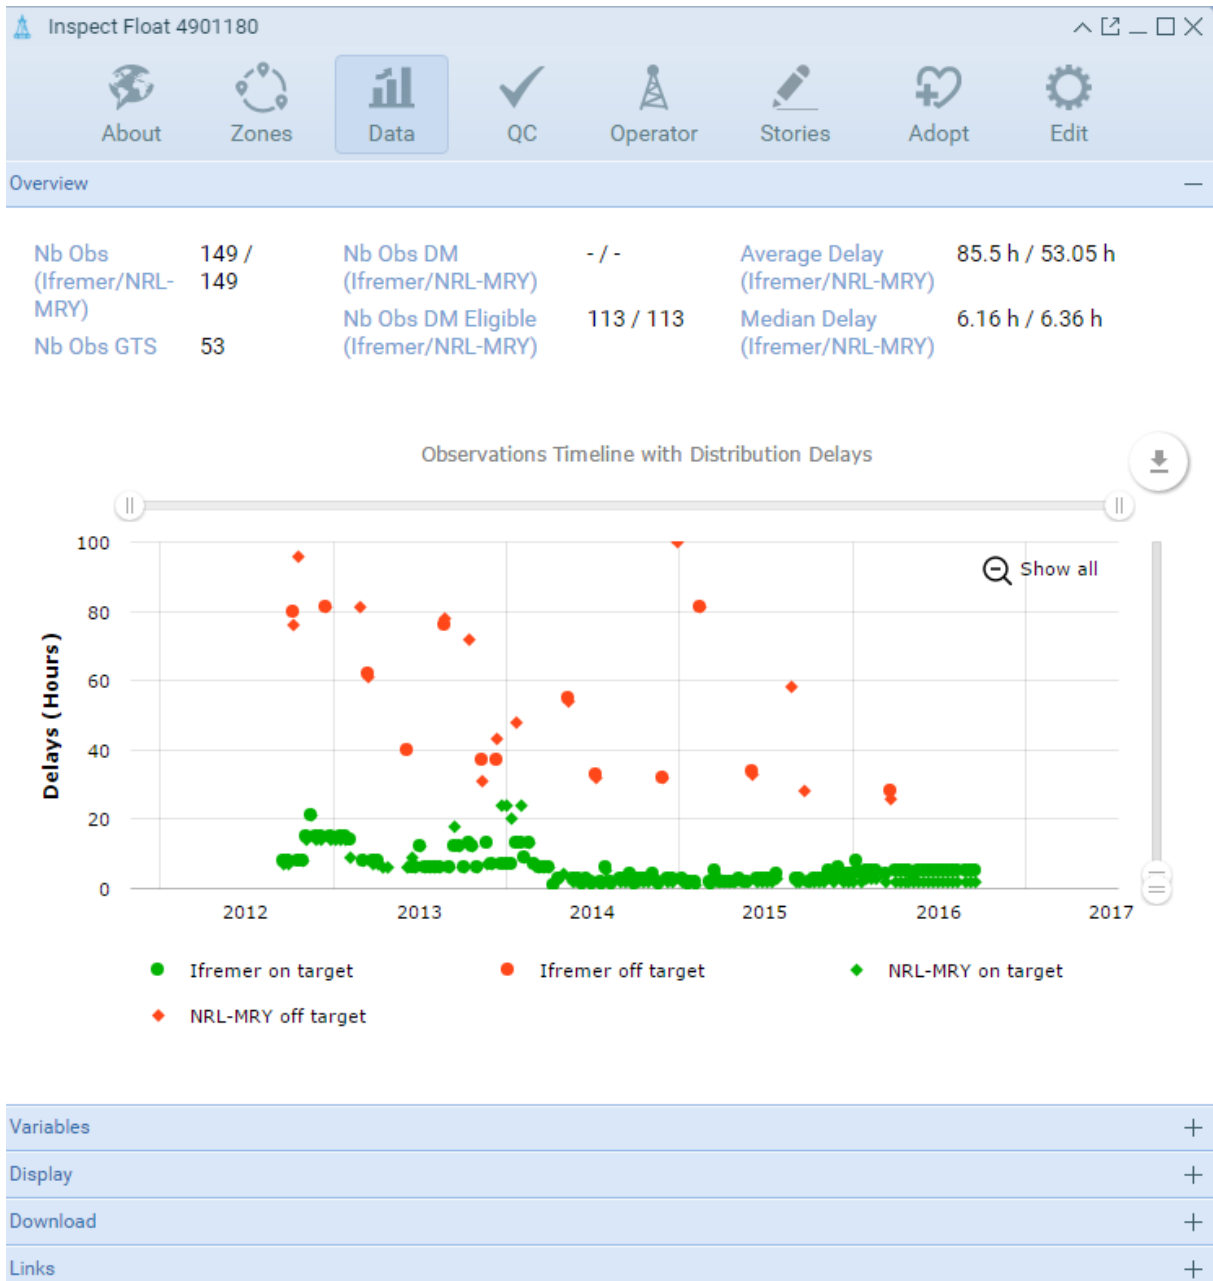 Inspect Float 4901180
About Zones Data QC Operator Stories Adopt Edit
Overview
Nb Obs (Ifremer/NRL-MRY) 149 / 149
Nb Obs GTS 53
Nb Obs DM (Ifremer/NRL-MRY) - / -
Nb Obs DM Eligible (Ifremer/NRL-MRY) 113 / 113
Average Delay (Ifremer/NRL-MRY) 85.5 h / 53.05 h
Median Delay (Ifremer/NRL-MRY) 6.16 h / 6.36 h
Observations Timeline with Distribution Delays
Show all
Delays (Hours)
100
80
60
40
20
0
2012 2013 2014 2015 2016 2017
Ifremer on target Ifremer off target NRL-MRY on target
NRL-MRY off target
Variables
Display
Download
Links